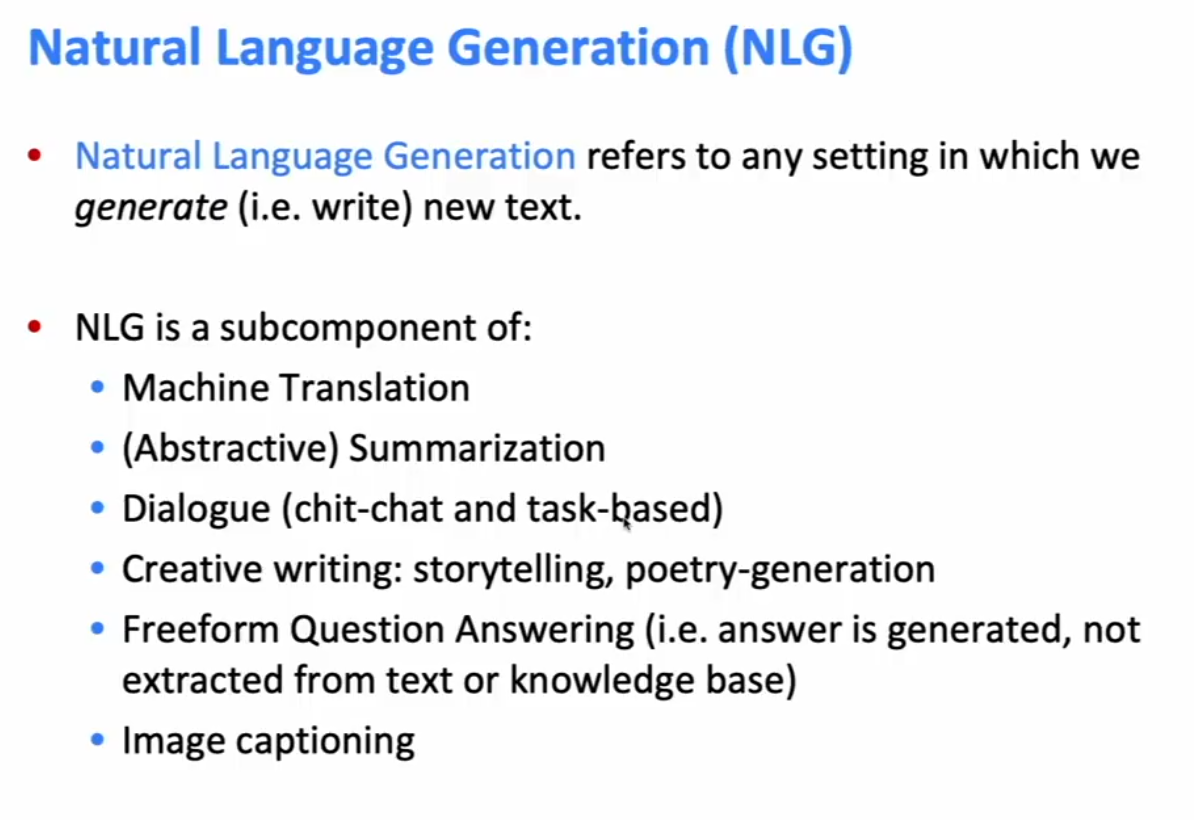 Natural Language Generation (NLG)
• Natural Language Generation refers to any setting in which we
generate (i.e. write) new text.
• NLG is a subcomponent of:
• Machine Translation
• (Abstractive) Summarization
• Dialogue (chit-chat and task-based)
• Creative writing: storytelling, poetry-generation
• Freeform Question Answering (i.e. answer is generated, not
extracted from text or knowledge base)
• Image captioning